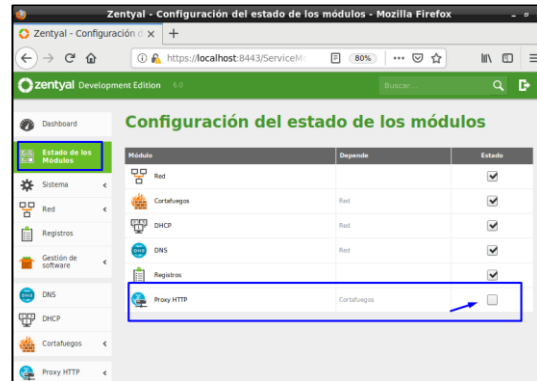 Zentyal - Configuración del estado de los módulos - Mozilla Firefox
Zentyal - Configuración d
https://localhost:8443/ServiceMo
80%
zentyal Development Edition 6.0
Buscar...
Dashboard
Estado de los
Módulos
Sistema
Red
Registros
Gestión de
software
DNS
DHCP
Cortafuegos
Proxy HTTP
Configuración del estado de los módulos
Módulo Depende Estado
Red
Cortafuegos Red
DHCP Red
DNS Red
Registros
Proxy HTTP Cortafuegos